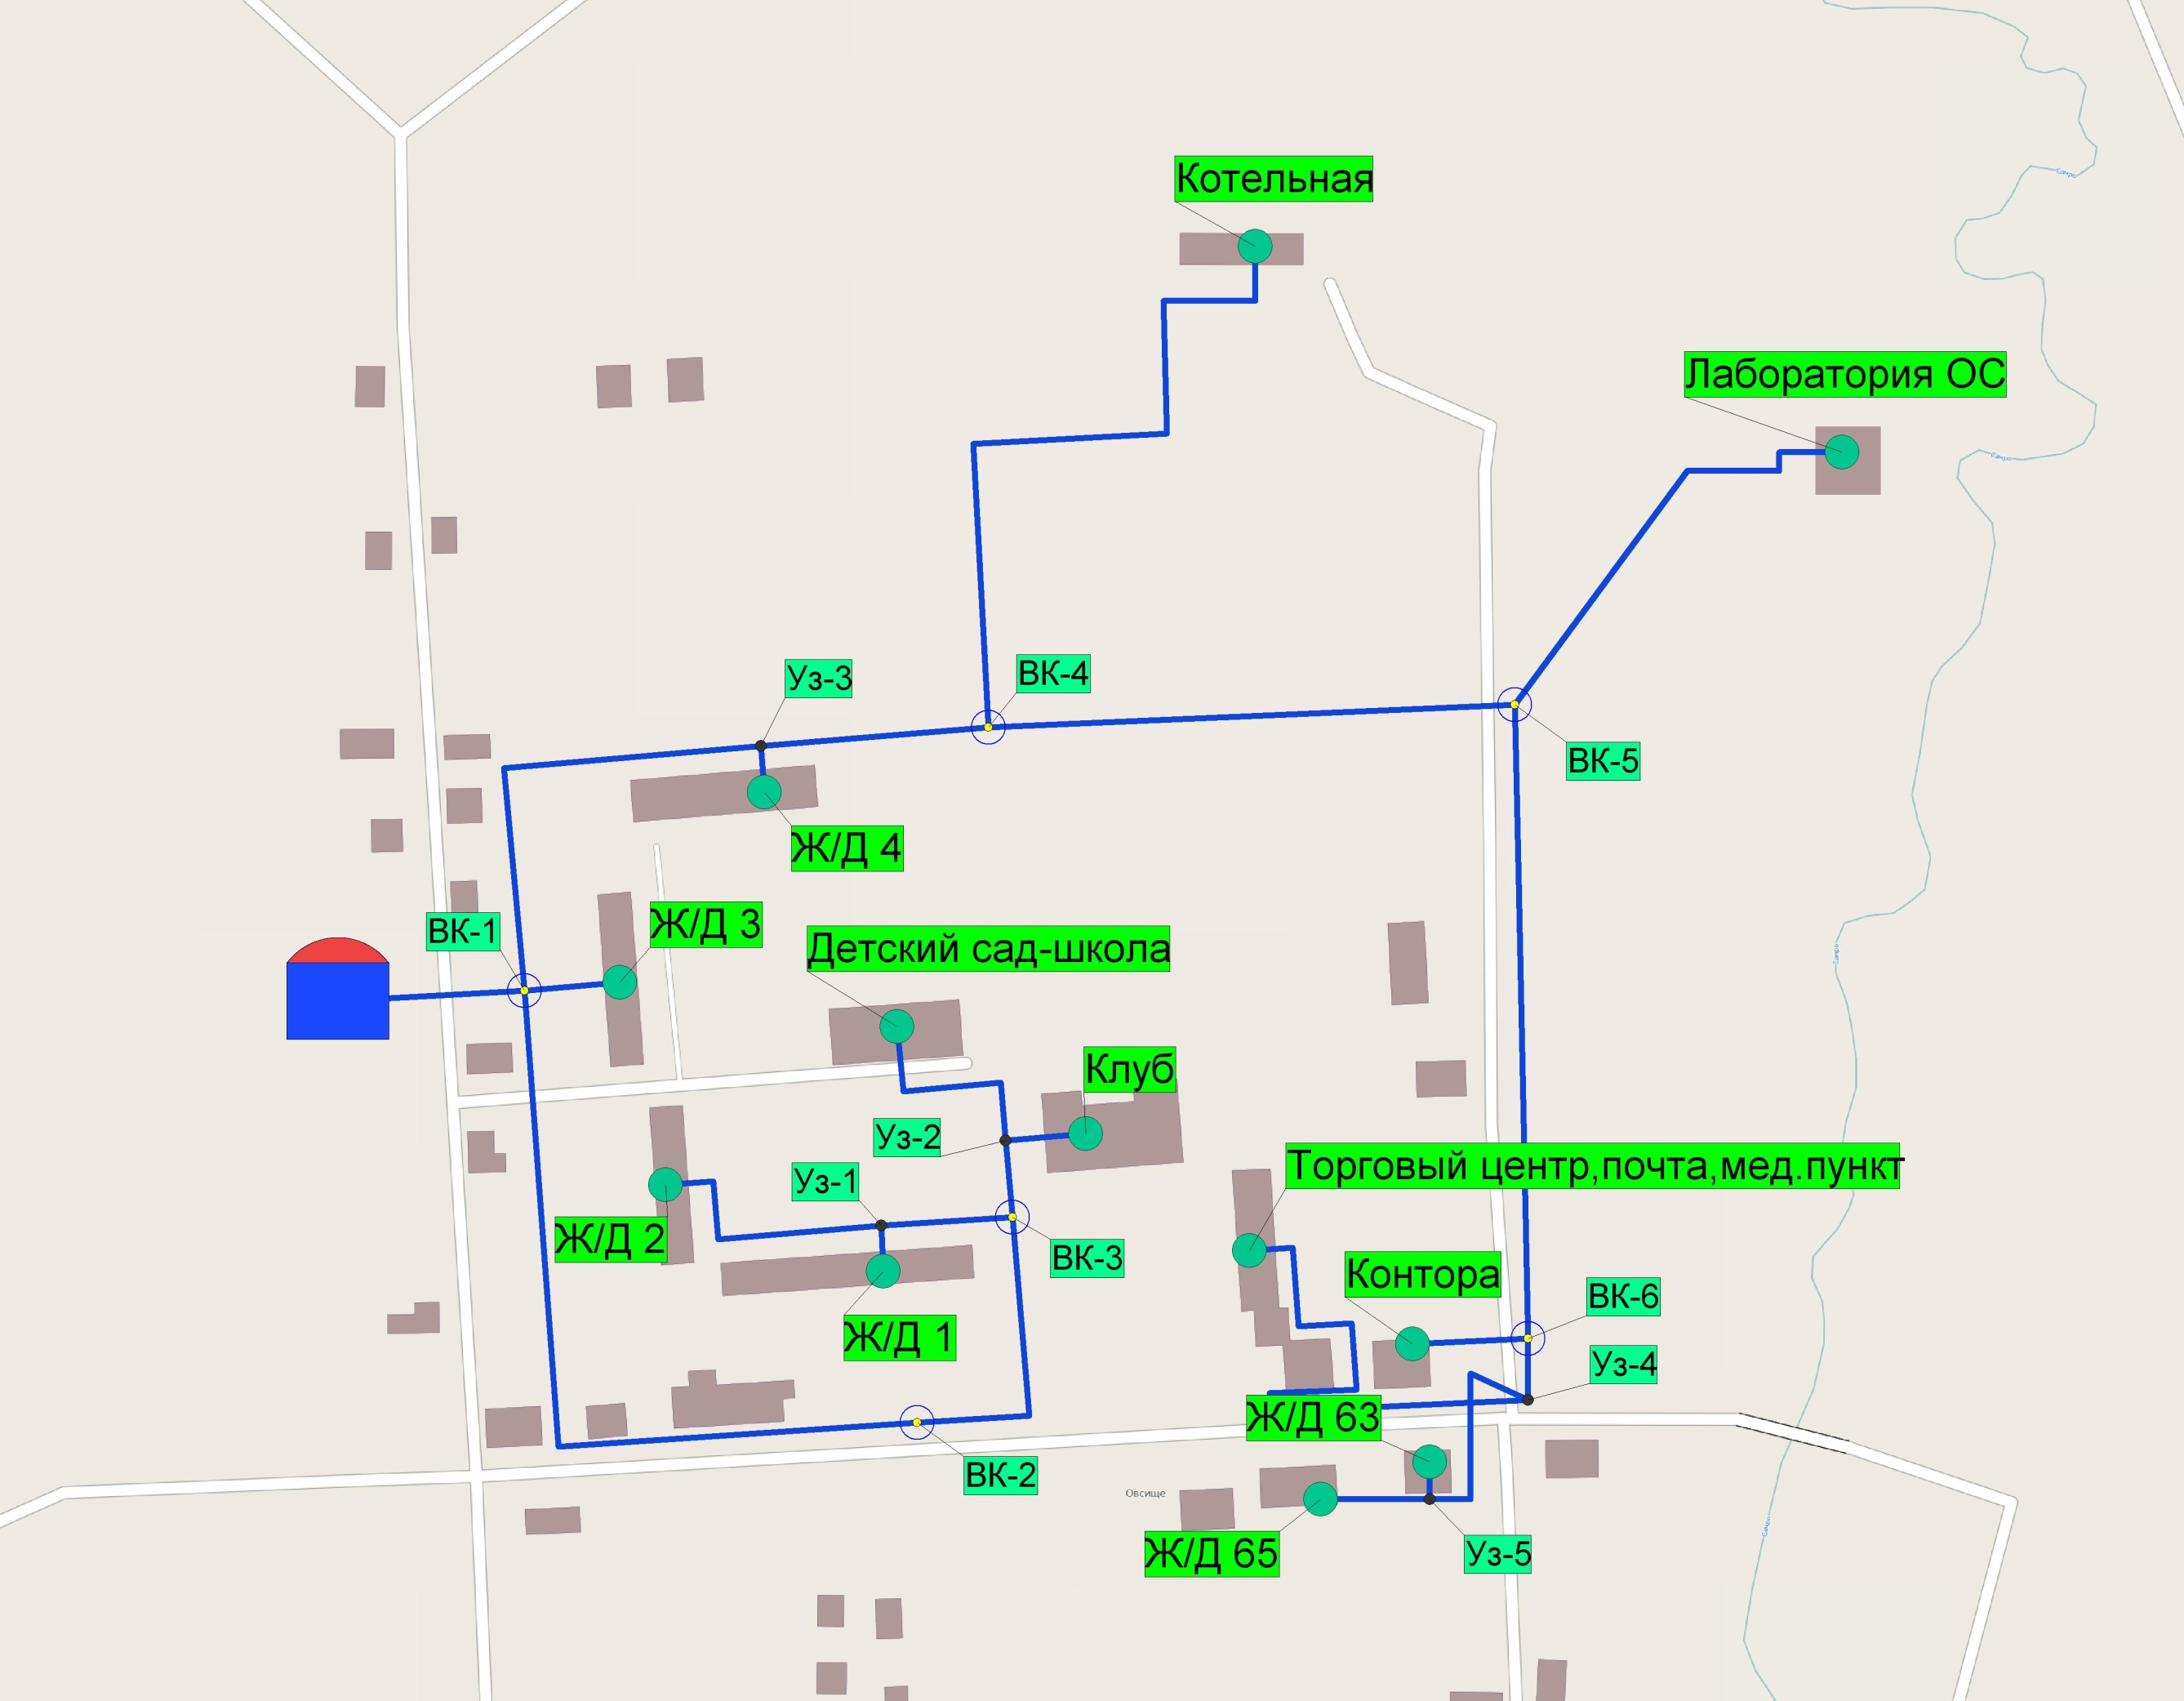 Сипро
Котельная
Лаборатория ОС
Сипро
Уз-3
ВК-4
ВК-5
Ж/Д 4
ВК-1
Ж/Д 3
Детский сад-школа
Клуб
Уз-2
Торговый центр,почта,мед.пункт
Уз-1
Ж/Д 2
ВК-3
Контора
ВК-6
Ж/Д 1
Уз-4
Ж/Д 63
ВК-2
Овсище
Ж/Д 65
Уз-5